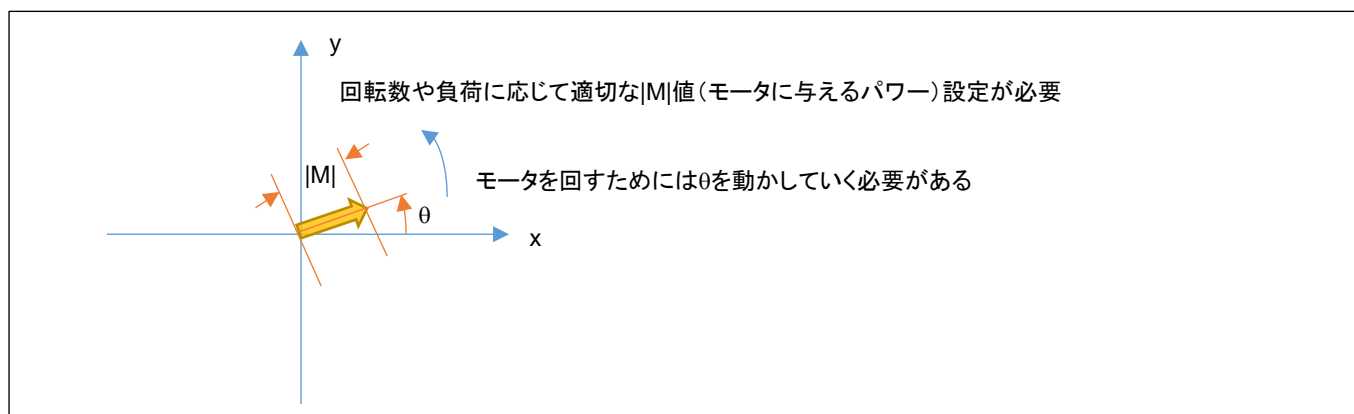 y
回転数や負荷に応じて適切な|M|値（モータに与えるパワー）設定が必要
|M|
モータを回すためにはθを動かしていく必要がある
θ
x